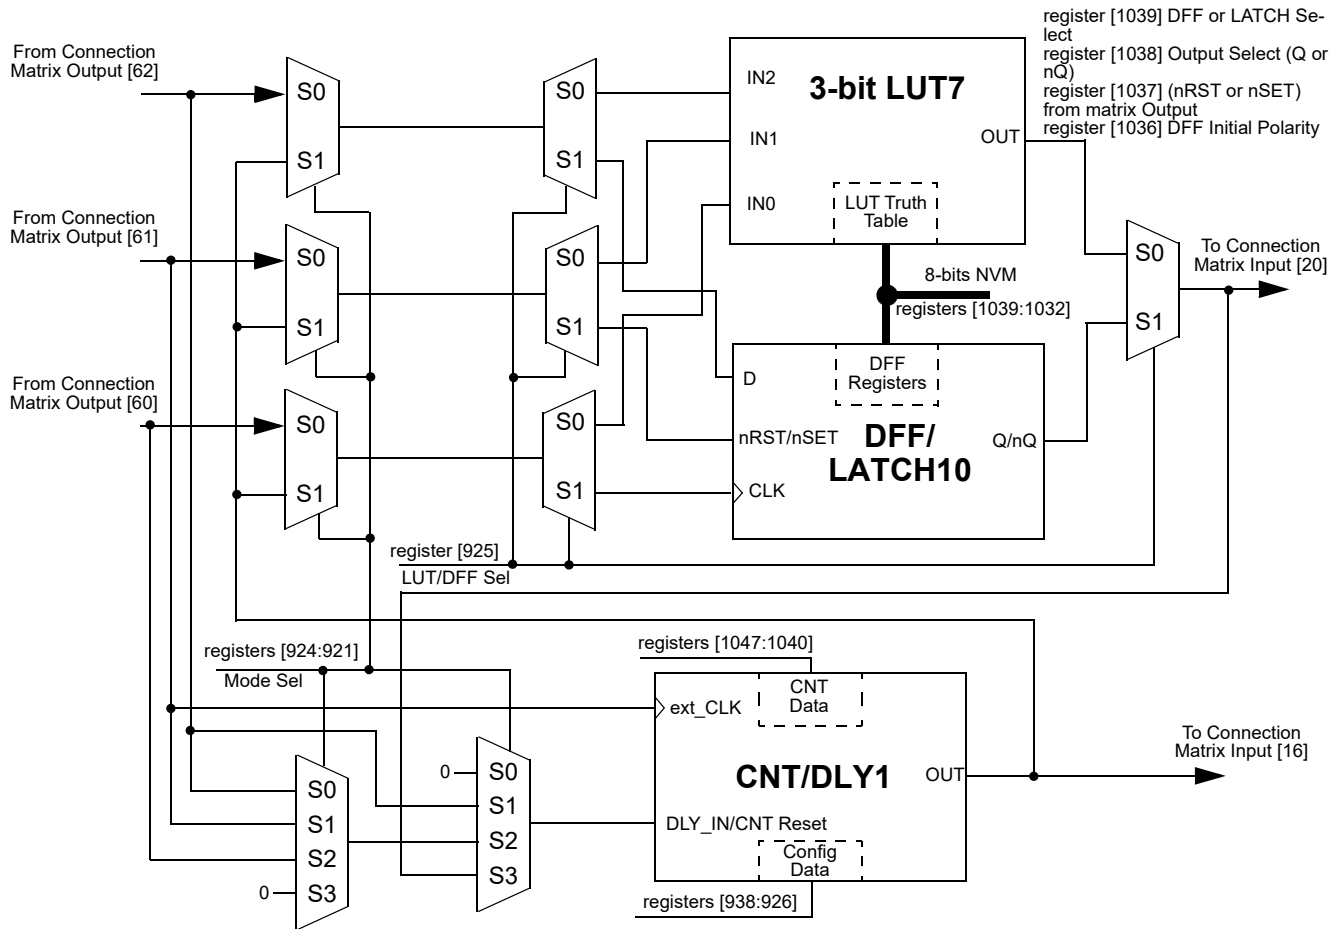 register [1039] DFF or LATCH Se-
lect
register [1038] Output Select (Q or
nQ)
register [1037] (nRST or nSET)
from matrix Output
register [1036] DFF Initial Polarity
From Connection
Matrix Output [62]
S0
S1
S0
S1
IN2
IN1
IN0
3-bit LUT7
OUT
LUT Truth
Table
From Connection
Matrix Output [61]
S0
S1
S0
S1
8-bits NVM
registers [1039:1032]
S0
S1
To Connection
Matrix Input [20]
From Connection
Matrix Output [60]
S0
S1
S0
S1
D
nRST/nSET
CLK
DFF
Registers
DFF/
LATCH10
Q/nQ
register [925]
LUT/DFF Sel
registers [924:921]
Mode Sel
registers [1047:1040]
ext_CLK
CNT
Data
CNT/DLY1
OUT
To Connection
Matrix Input [16]
DLY_IN/CNT Reset
Config
Data
registers [938:926]
S0
S1
S2
0
S3
0
S0
S1
S2
S3